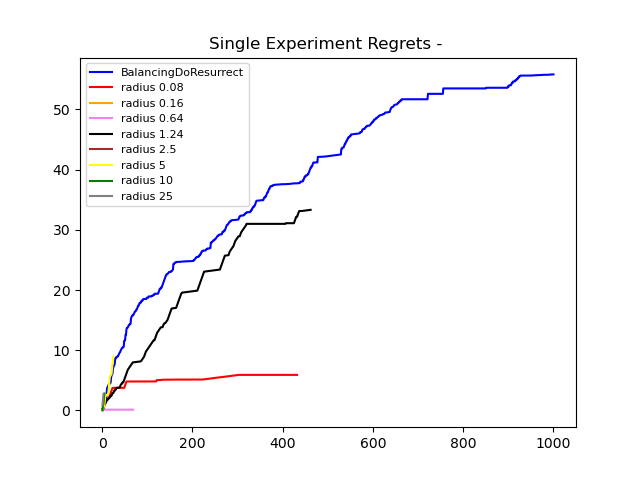 Single Experiment Regrets -
BalancingDoResurrect
radius 0.08
radius 0.16
radius 0.64
radius 1.24
radius 2.5
radius 5
radius 10
radius 25
50
40
30
20
10
0
0 200 400 600 800 1000